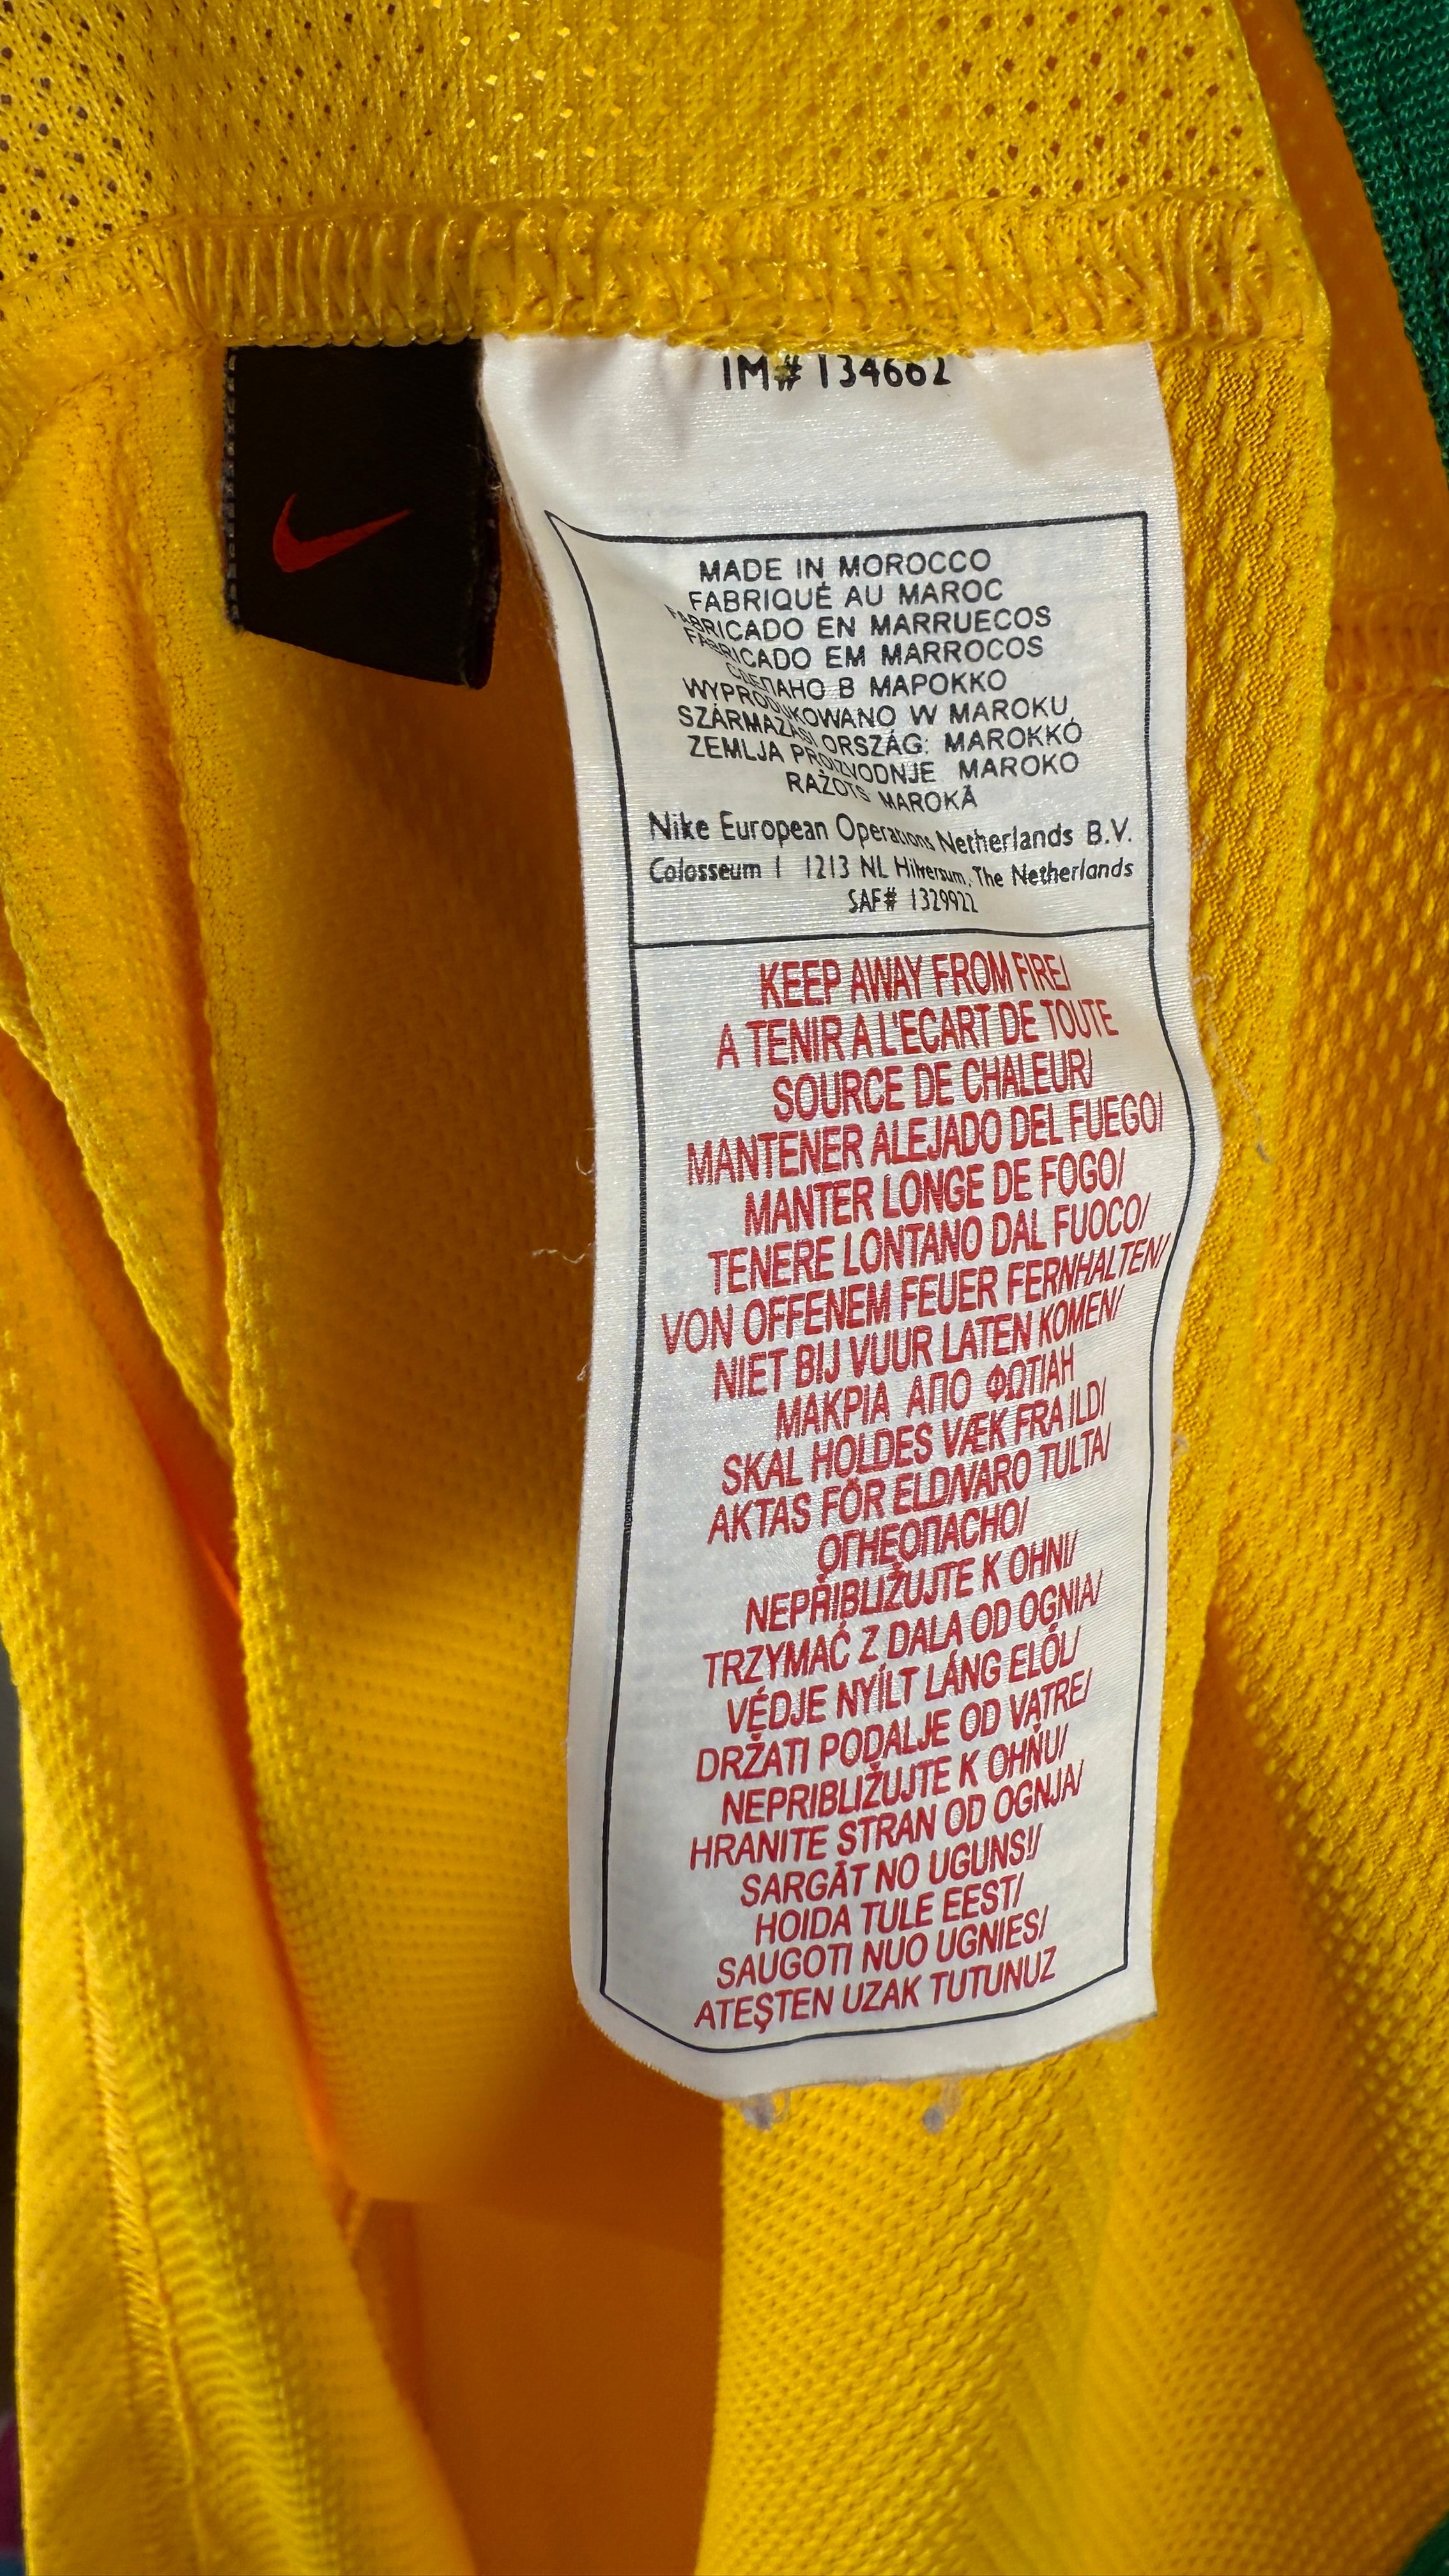 IM# 134662
MADE IN MOROCCO
FABRIQUÉ AU MAROC
FABRICADO EN MARRUECOS
FABRICADO EM MARROCOS
СДЕЛАНО В МАРОККО
WYPRODUKOWANO W MAROKU
SZÁRMAZÁSI ORSZÁG: MAROKKÓ
ZEMLJA PROIZVODNJE MAROKO
RAŽOTS MAROKĀ
Nike European Operations Netherlands B.V.
Colosseum 1 1213 NL Hilversum, The Netherlands
SAF# 1329922
KEEP AWAY FROM FIRE/
A TENIR A L'ECART DE TOUTE
SOURCE DE CHALEUR/
MANTENER ALEJADO DEL FUEGO/
MANTER LONGE DE FOGO/
TENERE LONTANO DAL FUOCO/
VON OFFENEM FEUER FERNHALTEN/
NIET BIJ VUUR LATEN KOMEN/
ΜΑΚΡΙΑ ΑΠΟ ΦΩΤΙΑΗ
SKAL HOLDES VÆK FRA ILD/
AKTAS FÖR ELD/VARO TULTA/
ОГНЕОПАСНО/
NEPŘIBLIŽUJTE K OHNI/
TRZYMAĆ Z DALA OD OGNIA/
VÉDJE NYÍLT LÁNG ELŐL/
DRŽATI PODALJE OD VATRE/
NEPRIBLIŽUJTE K OHŇU/
HRANITE STRAN OD OGNJA/
SARGĀT NO UGUNS!/
HOIDA TULE EEST/
SAUGOTI NUO UGNIES/
ATEŞTEN UZAK TUTUNUZ